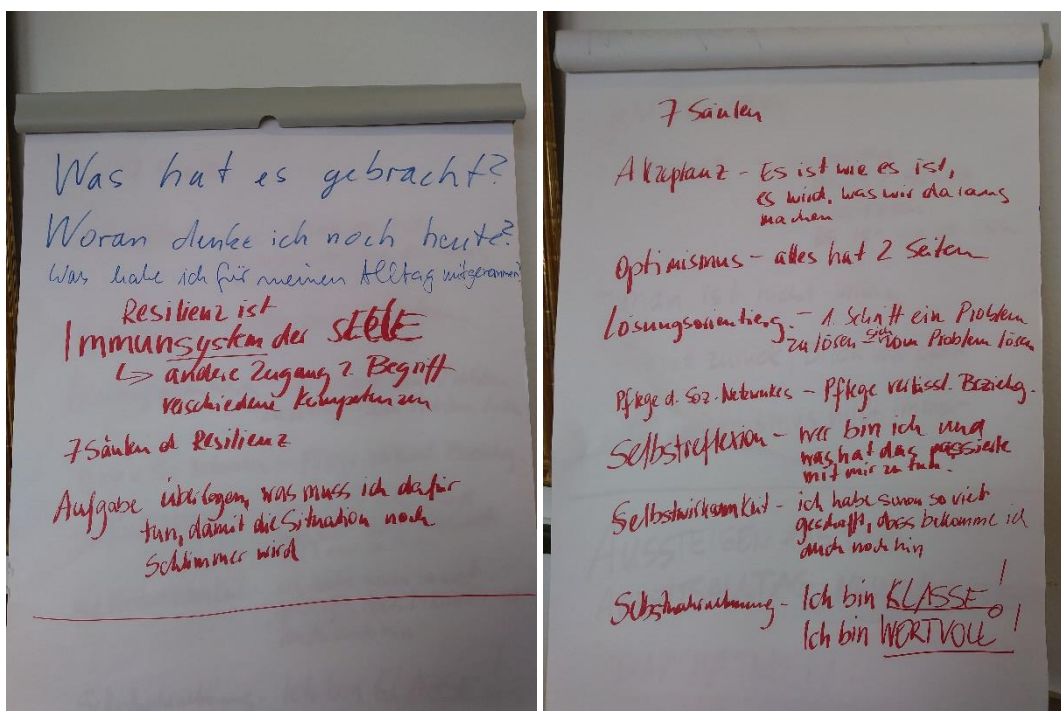 Was hat es gebracht?
Woran denke ich noch heute?
Was habe ich für meinen Alltag mitgenommen?
Resilienz ist
Immunsystem der SEELE
↳ andere Zugang z. Begriff
verschiedene Kompetenzen
7 Säulen d. Resilienz
Aufgabe überlegen, was muss ich dafür
tun, damit die Situation noch
schlimmer wird
7 Säulen
Akzeptanz - Es ist wie es ist,
es wird, was wir daraus
machen
Optimismus - alles hat 2 Seiten
Lösungsorientierg. - 1. Schritt ein Problem
zu lösen sich vom Problem lösen
Pflege d. Soz. Netzwerkes - Pflege verlässl. Beziehg.
Selbstreflexion - wer bin ich und
was hat das passierte
mit mir zu tun.
Selbstwirksamkeit - ich habe schon so viel
geschafft, dass bekomme ich
auch noch hin
Selbstwahrnehmung - Ich bin KLASSE!
Ich bin WERTVOLL!